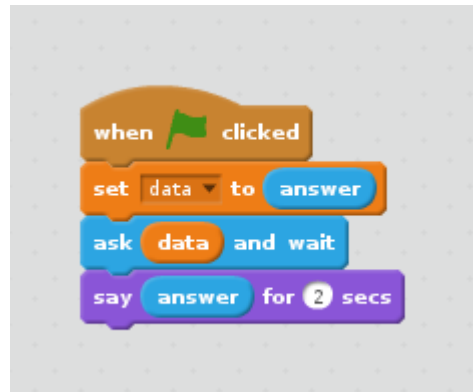 when clicked
set data to answer
ask data and wait
say answer for 2 secs